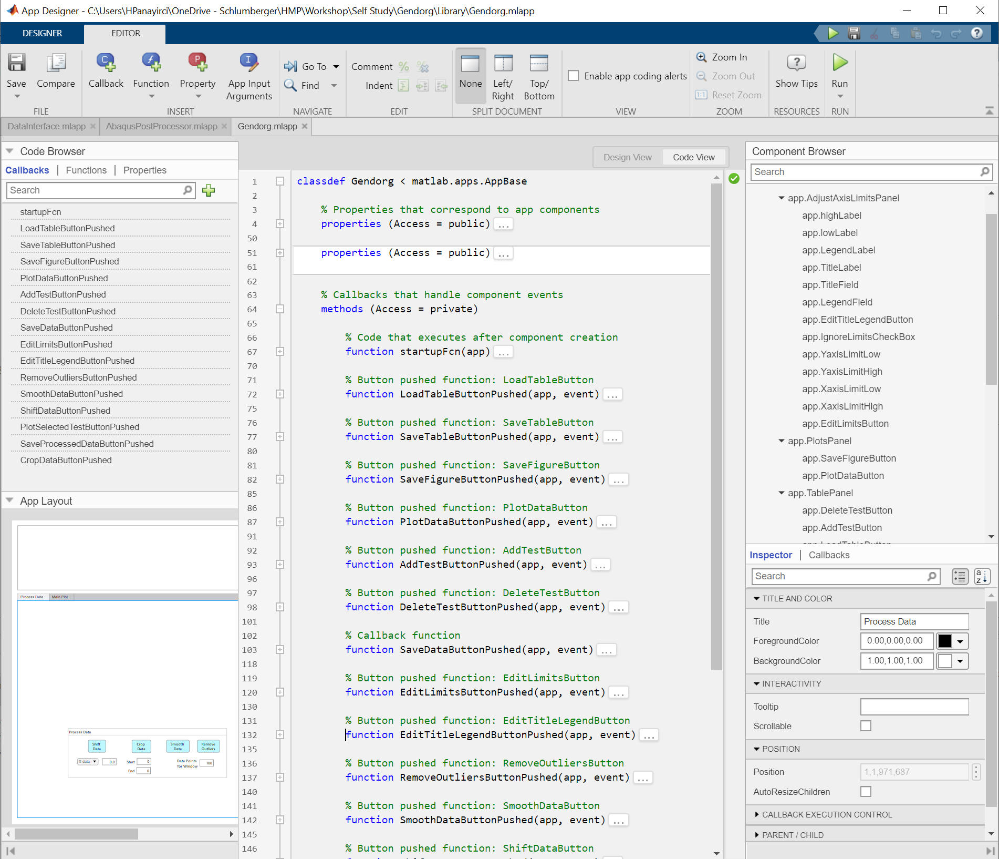 App Designer - C:\Users\HPanayirci\OneDrive - Schlumberger\HMP\Workshop\Self Study\Gendorg\Library\Gendorg.mlapp
DESIGNER
EDITOR
Save
Compare
FILE
Callback
Function
Property
App Input
Arguments
INSERT
Go To
Find
NAVIGATE
Comment
Indent
EDIT
None
Left/
Right
Top/
Bottom
SPLIT DOCUMENT
Enable app coding alerts
VIEW
Zoom In
Zoom Out
1:1 Reset Zoom
ZOOM
Show Tips
RESOURCES
Run
RUN
DataInterface.mlapp
AbaqusPostProcessor.mlapp
Gendorg.mlapp
Code Browser
Callbacks | Functions | Properties
Search
startupFcn
LoadTableButtonPushed
SaveTableButtonPushed
SaveFigureButtonPushed
PlotDataButtonPushed
AddTestButtonPushed
DeleteTestButtonPushed
SaveDataButtonPushed
EditLimitsButtonPushed
EditTitleLegendButtonPushed
RemoveOutliersButtonPushed
SmoothDataButtonPushed
ShiftDataButtonPushed
PlotSelectedTestButtonPushed
SaveProcessedDataButtonPushed
CropDataButtonPushed
App Layout
Process Data
Main Plot
Process Data
Shift
Data
Crop
Data
Smooth
Data
Remove
Outliers
X data
0.0
Start
0
End
0
Data Points
for Window
100
Design View
Code View
1 classdef Gendorg < matlab.apps.AppBase
2
3 % Properties that correspond to app components
4 properties (Access = public) ...
50
51 properties (Access = public) ...
61
62
63 % Callbacks that handle component events
64 methods (Access = private)
65
66 % Code that executes after component creation
67 function startupFcn(app) ...
70
71 % Button pushed function: LoadTableButton
72 function LoadTableButtonPushed(app, event) ...
75
76 % Button pushed function: SaveTableButton
77 function SaveTableButtonPushed(app, event) ...
80
81 % Button pushed function: SaveFigureButton
82 function SaveFigureButtonPushed(app, event) ...
85
86 % Button pushed function: PlotDataButton
87 function PlotDataButtonPushed(app, event) ...
91
92 % Button pushed function: AddTestButton
93 function AddTestButtonPushed(app, event) ...
96
97 % Button pushed function: DeleteTestButton
98 function DeleteTestButtonPushed(app, event) ...
101
102 % Callback function
103 function SaveDataButtonPushed(app, event) ...
118
119 % Button pushed function: EditLimitsButton
120 function EditLimitsButtonPushed(app, event) ...
130
131 % Button pushed function: EditTitleLegendButton
132 function EditTitleLegendButtonPushed(app, event) ...
135
136 % Button pushed function: RemoveOutliersButton
137 function RemoveOutliersButtonPushed(app, event) ...
140
141 % Button pushed function: SmoothDataButton
142 function SmoothDataButtonPushed(app, event) ...
145
146 % Button pushed function: ShiftDataButton
Component Browser
Search
app.AdjustAxisLimitsPanel
app.highLabel
app.lowLabel
app.LegendLabel
app.TitleLabel
app.TitleField
app.LegendField
app.EditTitleLegendButton
app.IgnoreLimitsCheckBox
app.YaxisLimitLow
app.YaxisLimitHigh
app.XaxisLimitLow
app.XaxisLimitHigh
app.EditLimitsButton
app.PlotsPanel
app.SaveFigureButton
app.PlotDataButton
app.TablePanel
app.DeleteTestButton
app.AddTestButton
Inspector | Callbacks
Search
TITLE AND COLOR
Title
Process Data
ForegroundColor
0.00,0.00,0.00
BackgroundColor
1.00,1.00,1.00
INTERACTIVITY
Tooltip
Scrollable
POSITION
Position
1,1,971,687
AutoResizeChildren
CALLBACK EXECUTION CONTROL
PARENT / CHILD